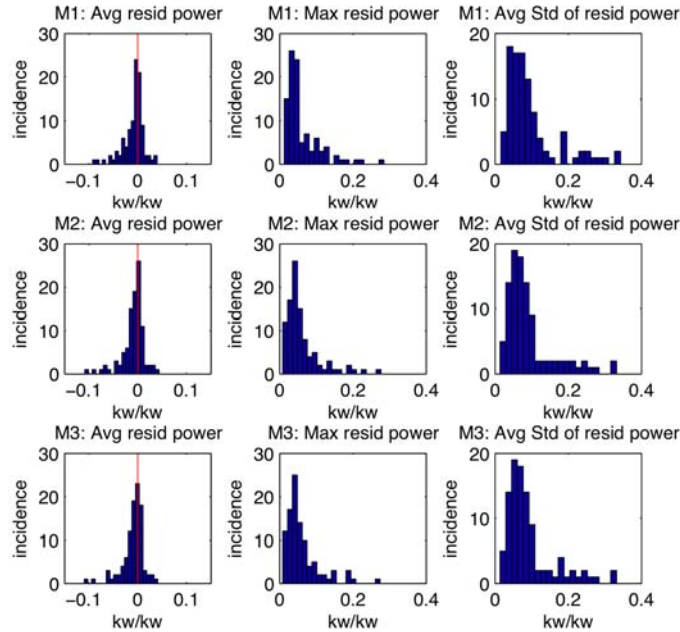 M1: Avg resid power M1: Max resid power M1: Avg Std of resid power
30 30 20
20 20
10
10 10
0 0 0
incidence incidence incidence
−0.1 0 0.1 0 0.2 0.4 0 0.2 0.4
kw/kw kw/kw kw/kw
M2: Avg resid power M2: Max resid power M2: Avg Std of resid power
30 30 20
20 20
10
10 10
0 0 0
incidence incidence incidence
−0.1 0 0.1 0 0.2 0.4 0 0.2 0.4
kw/kw kw/kw kw/kw
M3: Avg resid power M3: Max resid power M3: Avg Std of resid power
30 30 20
20 20
10
10 10
0 0 0
incidence incidence incidence
−0.1 0 0.1 0 0.2 0.4 0 0.2 0.4
kw/kw kw/kw kw/kw